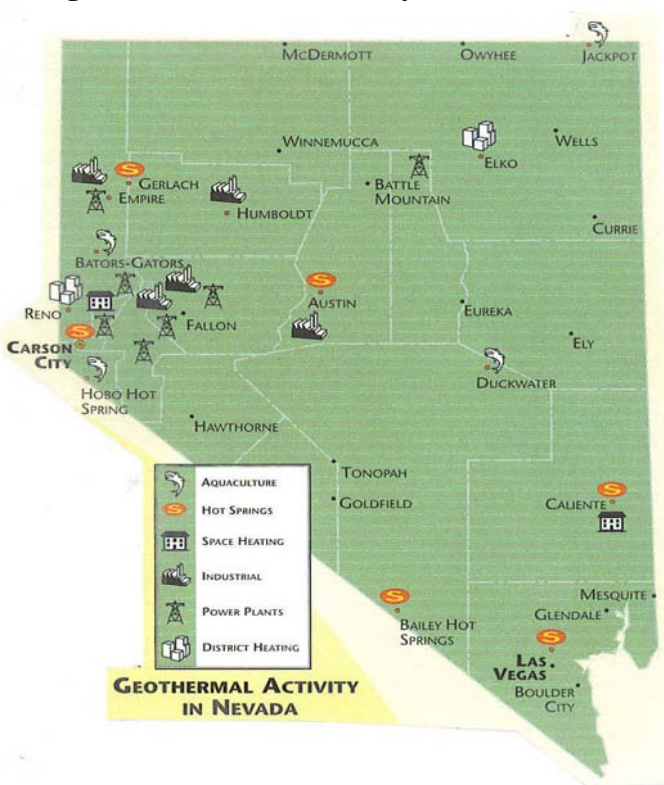 McDermott
Owyhee
Jackpot
Winnemucca
Wells
Elko
S
Gerlach
Empire
Battle
Mountain
Humboldt
Currie
Bators-Gators
S
Austin
Reno
Fallon
Eureka
S
Carson
City
Ely
Duckwater
Hobo Hot
Spring
Hawthorne
Tonopah
Goldfield
S
Caliente
Aquaculture
S
Hot Springs
Space Heating
Industrial
Power Plants
District Heating
S
Bailey Hot
Springs
Mesquite
Glendale
S
Las
Vegas
Boulder
City
Geothermal Activity
in Nevada